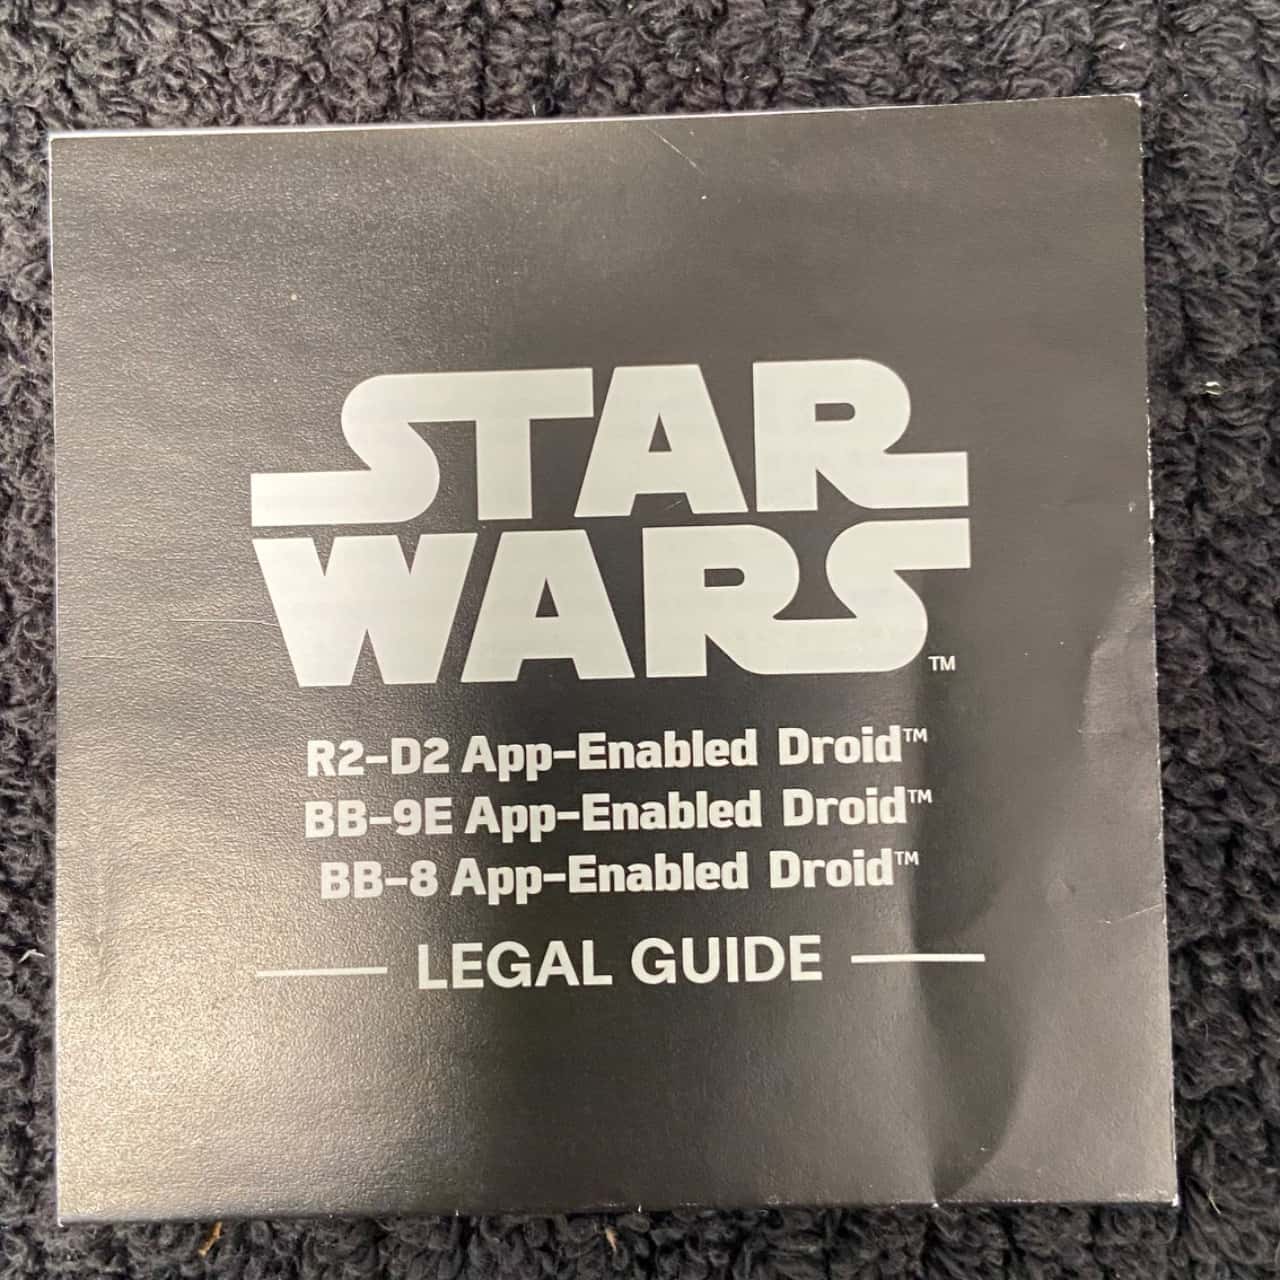 STAR
WARS™
R2-D2 App-Enabled Droid™
BB-9E App-Enabled Droid™
BB-8 App-Enabled Droid™
LEGAL GUIDE